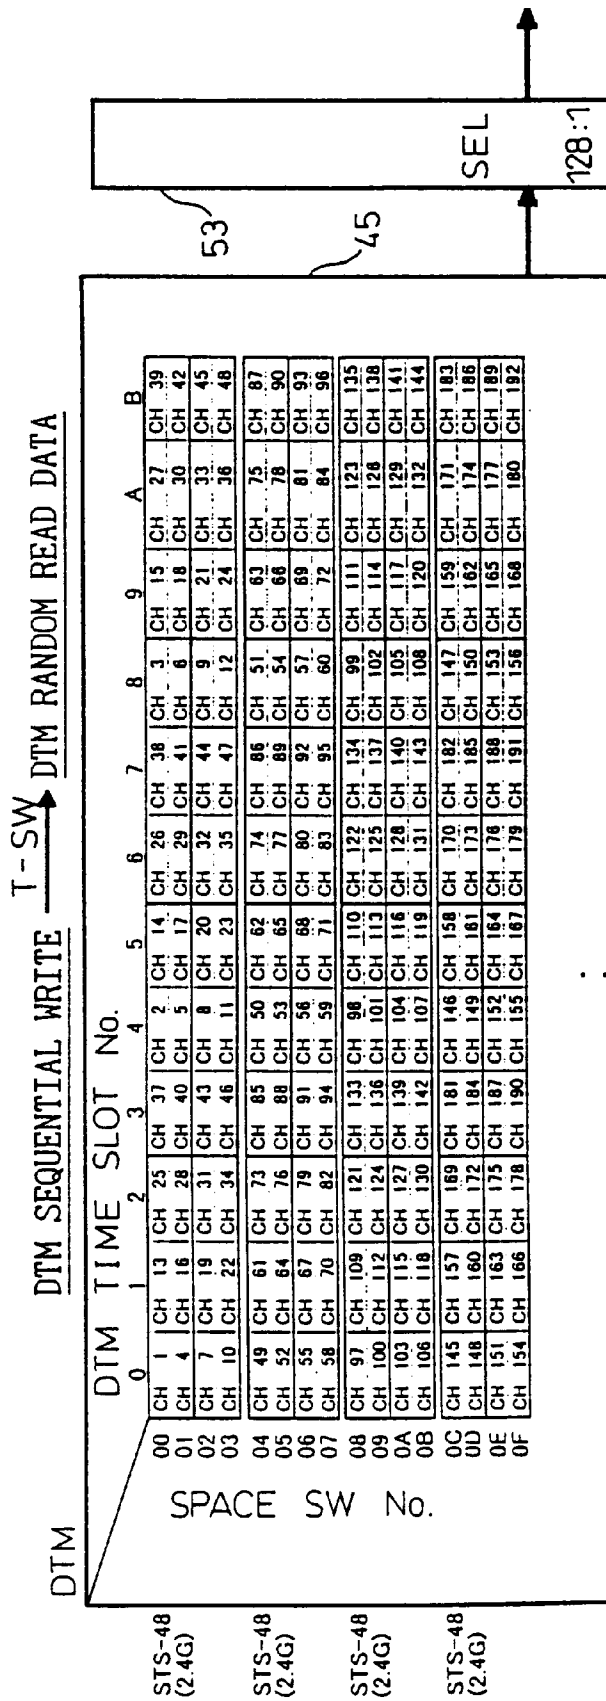 DTM SEQUENTIAL WRITE T-SW DTM RANDOM READ DATA
DTM
DTM TIME SLOT No.
0 1 2 3 4 5 6 7 8 9 A B
STS-48 (2.4G)
00 CH 1 CH 13 CH 25 CH 37 CH 2 CH 14 CH 26 CH 38 CH 3 CH 15 CH 27 CH 39
01 CH 4 CH 16 CH 28 CH 40 CH 5 CH 17 CH 29 CH 41 CH 6 CH 18 CH 30 CH 42
02 CH 7 CH 19 CH 31 CH 43 CH 8 CH 20 CH 32 CH 44 CH 9 CH 21 CH 33 CH 45
03 CH 10 CH 22 CH 34 CH 46 CH 11 CH 23 CH 35 CH 47 CH 12 CH 24 CH 36 CH 48
STS-48 (2.4G)
04 CH 49 CH 61 CH 73 CH 85 CH 50 CH 62 CH 74 CH 86 CH 51 CH 63 CH 75 CH 87
05 CH 52 CH 64 CH 76 CH 88 CH 53 CH 65 CH 77 CH 89 CH 54 CH 66 CH 78 CH 90
06 CH 55 CH 67 CH 79 CH 91 CH 56 CH 68 CH 80 CH 92 CH 57 CH 69 CH 81 CH 93
07 CH 58 CH 70 CH 82 CH 94 CH 59 CH 71 CH 83 CH 95 CH 60 CH 72 CH 84 CH 96
STS-48 (2.4G)
08 CH 97 CH 109 CH 121 CH 133 CH 98 CH 110 CH 122 CH 134 CH 99 CH 111 CH 123 CH 135
09 CH 100 CH 112 CH 124 CH 136 CH 101 CH 113 CH 125 CH 137 CH 102 CH 114 CH 128 CH 138
0A CH 103 CH 115 CH 127 CH 139 CH 104 CH 116 CH 128 CH 140 CH 105 CH 117 CH 129 CH 141
0B CH 106 CH 118 CH 130 CH 142 CH 107 CH 119 CH 131 CH 143 CH 108 CH 120 CH 132 CH 144
STS-48 (2.4G)
0C CH 145 CH 157 CH 169 CH 181 CH 146 CH 158 CH 170 CH 182 CH 147 CH 159 CH 171 CH 183
0D CH 148 CH 160 CH 172 CH 184 CH 149 CH 161 CH 173 CH 185 CH 150 CH 162 CH 174 CH 186
0E CH 151 CH 163 CH 175 CH 187 CH 152 CH 164 CH 176 CH 188 CH 153 CH 165 CH 177 CH 189
0F CH 154 CH 166 CH 178 CH 190 CH 155 CH 167 CH 179 CH 191 CH 156 CH 168 CH 180 CH 192
SPACE SW No.
45
53
SEL
128:1